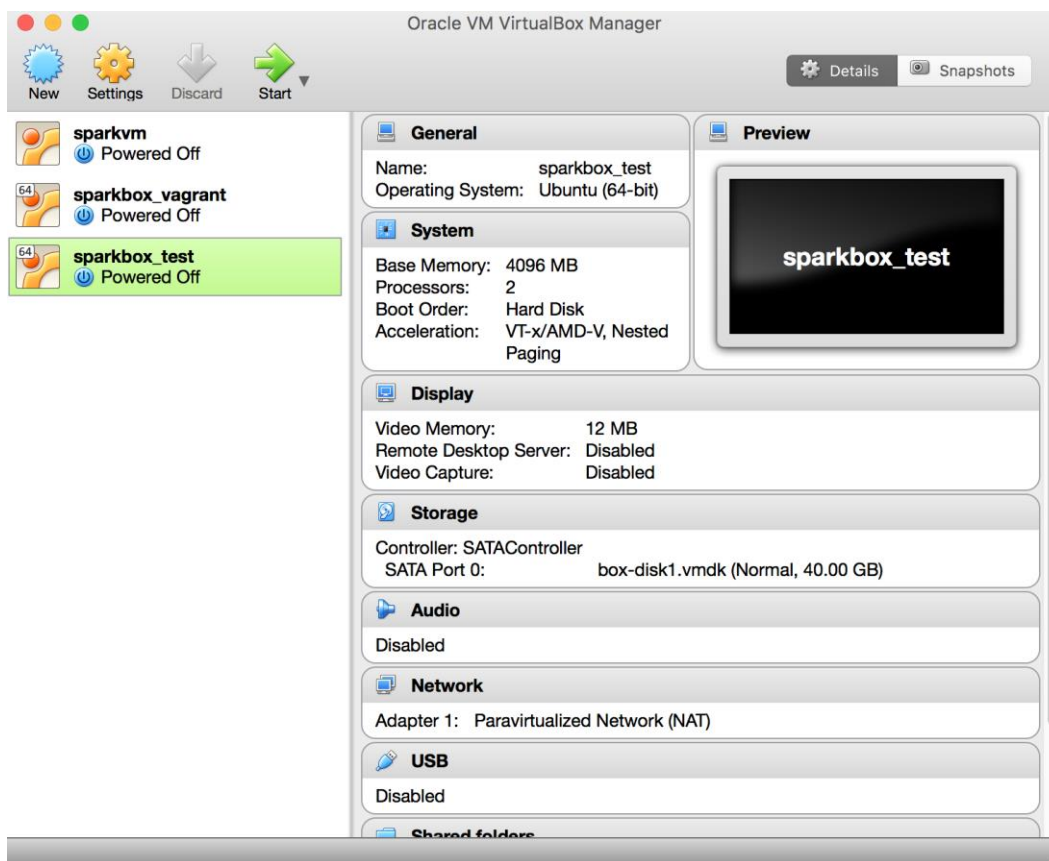 Oracle VM VirtualBox Manager
New Settings Discard Start
Details Snapshots
sparkvm
Powered Off
64
sparkbox_vagrant
Powered Off
64
sparkbox_test
Powered Off
General
Name: sparkbox_test
Operating System: Ubuntu (64-bit)
Preview
sparkbox_test
System
Base Memory: 4096 MB
Processors: 2
Boot Order: Hard Disk
Acceleration: VT-x/AMD-V, Nested
Paging
Display
Video Memory: 12 MB
Remote Desktop Server: Disabled
Video Capture: Disabled
Storage
Controller: SATAController
SATA Port 0: box-disk1.vmdk (Normal, 40.00 GB)
Audio
Disabled
Network
Adapter 1: Paravirtualized Network (NAT)
USB
Disabled
Shared folders